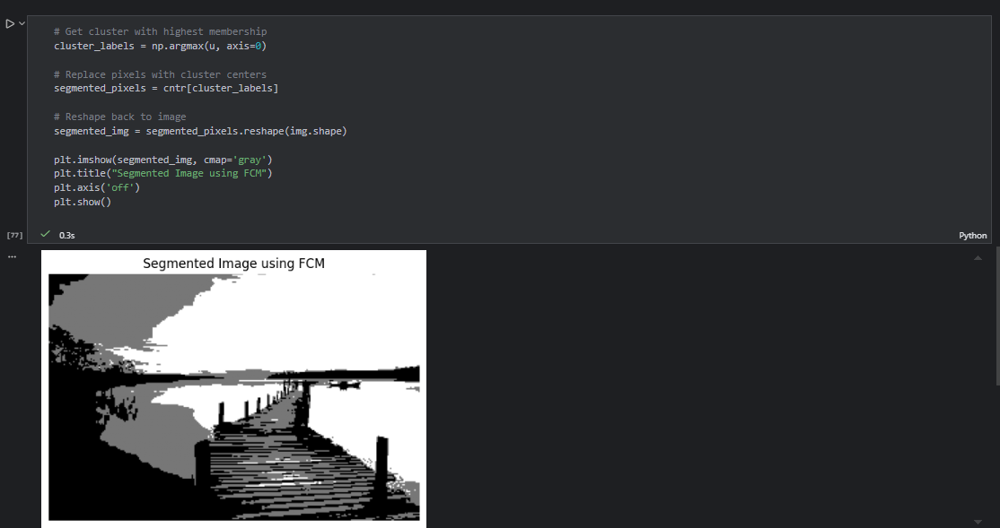 # Get cluster with highest membership
cluster_labels = np.argmax(u, axis=0)
# Replace pixels with cluster centers
segmented_pixels = cntr[cluster_labels]
# Reshape back to image
segmented_img = segmented_pixels.reshape(img.shape)
plt.imshow(segmented_img, cmap='gray')
plt.title("Segmented Image using FCM")
plt.axis('off')
plt.show()
[77] 0.3s Python
...
Segmented Image using FCM